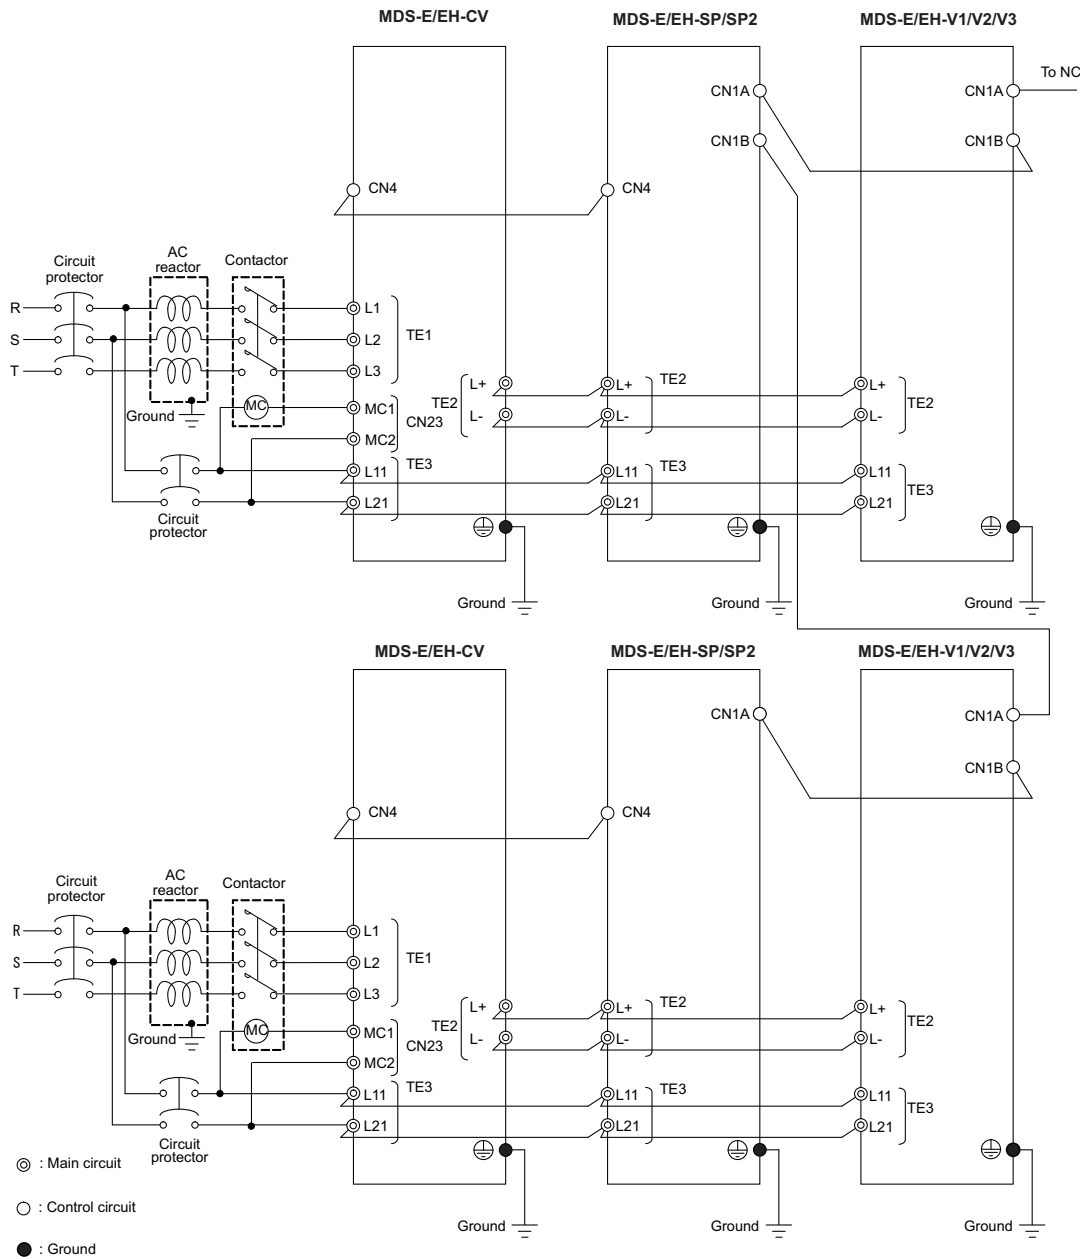 MDS-E/EH-CV
MDS-E/EH-SP/SP2
MDS-E/EH-V1/V2/V3
To NC
CN1A
CN1A
CN1B
CN1B
CN4
CN4
Circuit
protector
AC
reactor
Contactor
R
S
T
L1
L2
L3
TE1
MC
MC1
MC2
CN23
Ground
TE2
L+
L-
L+
L-
TE2
L+
L-
TE2
L11
L21
TE3
L11
L21
TE3
L11
L21
TE3
Circuit
protector
Ground
Ground
Ground
MDS-E/EH-CV
MDS-E/EH-SP/SP2
MDS-E/EH-V1/V2/V3
CN1A
CN1A
CN1B
CN4
CN4
Circuit
protector
AC
reactor
Contactor
R
S
T
L1
L2
L3
TE1
MC
MC1
MC2
CN23
Ground
TE2
L+
L-
L+
L-
TE2
L+
L-
TE2
L11
L21
TE3
L11
L21
TE3
L11
L21
TE3
Circuit
protector
Ground
Ground
Ground
: Main circuit
: Control circuit
: Ground